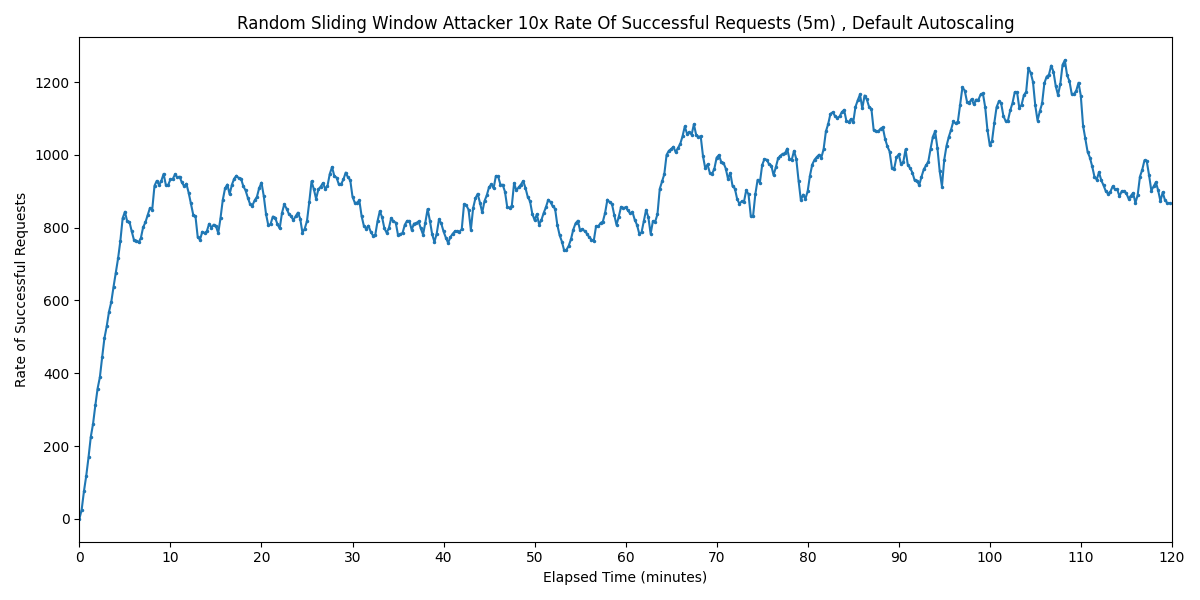 Random Sliding Window Attacker 10x Rate Of Successful Requests (5m) , Default Autoscaling
Rate of Successful Requests
1200
1000
800
600
400
200
0
0 10 20 30 40 50 60 70 80 90 100 110 120
Elapsed Time (minutes)